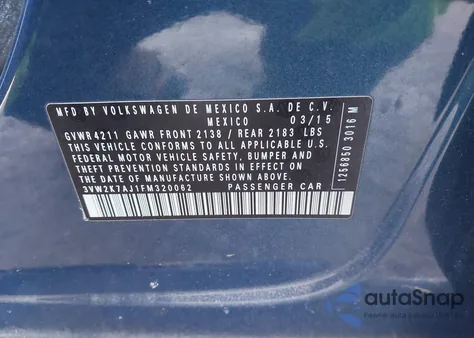 MFD BY VOLKSWAGEN DE MEXICO S.A. DE C.V.
MEXICO 03/15
GVWR 4211 GAWR FRONT 2138 / REAR 2183 LBS
THIS VEHICLE CONFORMS TO ALL APPLICABLE U.S.
FEDERAL MOTOR VEHICLE SAFETY, BUMPER AND
THEFT PREVENTION STANDARDS IN EFFECT ON
THE DATE OF MANUFACTURE SHOWN ABOVE.
3VW2K7AJ1FM320062 PASSENGER CAR
1256850 3016 M
autoSnap